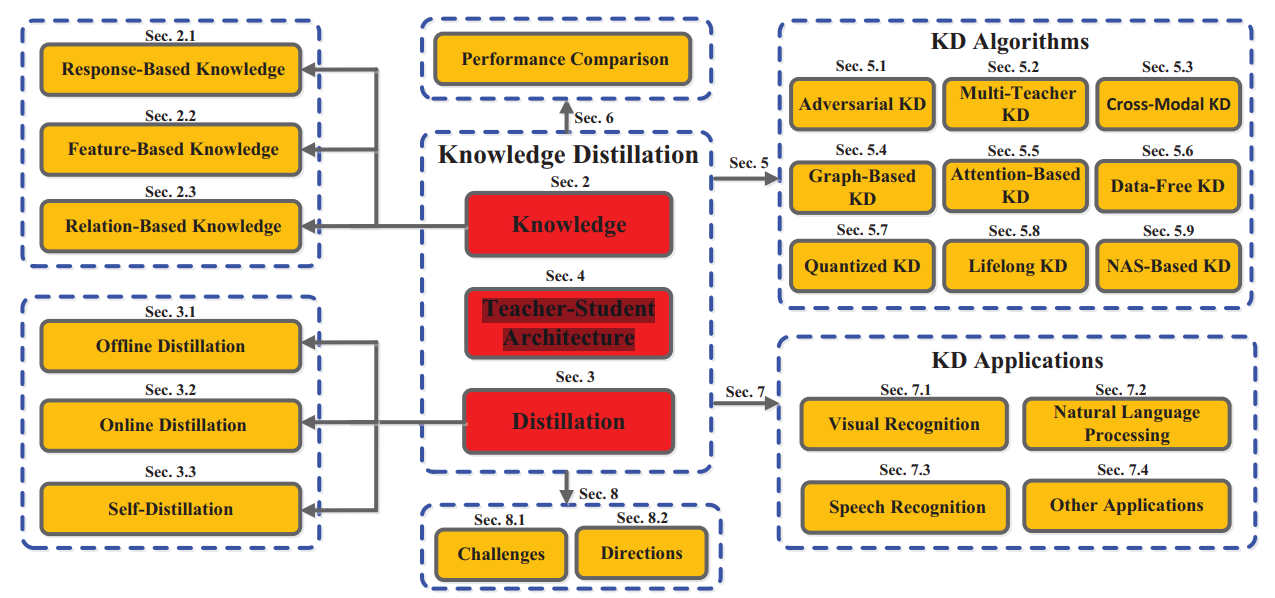 Sec. 2.1
Response-Based Knowledge
Sec. 2.2
Feature-Based Knowledge
Sec. 2.3
Relation-Based Knowledge
Sec. 3.1
Offline Distillation
Sec. 3.2
Online Distillation
Sec. 3.3
Self-Distillation
Performance Comparison
Sec. 6
Knowledge Distillation
Sec. 2
Knowledge
Sec. 4
Teacher-Student
Architecture
Sec. 3
Distillation
Sec. 8
Sec. 8.1
Challenges
Sec. 8.2
Directions
Sec. 5
KD Algorithms
Sec. 5.1
Adversarial KD
Sec. 5.2
Multi-Teacher
KD
Sec. 5.3
Cross-Modal KD
Sec. 5.4
Graph-Based
KD
Sec. 5.5
Attention-Based
KD
Sec. 5.6
Data-Free KD
Sec. 5.7
Quantized KD
Sec. 5.8
Lifelong KD
Sec. 5.9
NAS-Based KD
Sec. 7
KD Applications
Sec. 7.1
Visual Recognition
Sec. 7.2
Natural Language
Processing
Sec. 7.3
Speech Recognition
Sec. 7.4
Other Applications